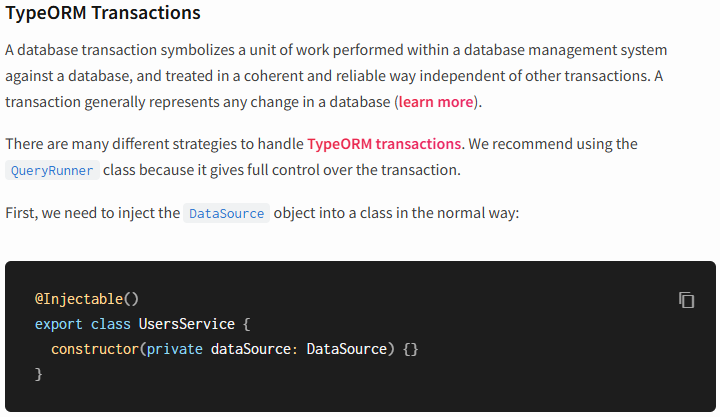 TypeORM Transactions
A database transaction symbolizes a unit of work performed within a database management system
against a database, and treated in a coherent and reliable way independent of other transactions. A
transaction generally represents any change in a database (learn more).
There are many different strategies to handle TypeORM transactions. We recommend using the
QueryRunner class because it gives full control over the transaction.
First, we need to inject the DataSource object into a class in the normal way:
@Injectable()
export class UsersService {
  constructor(private dataSource: DataSource) {}
}